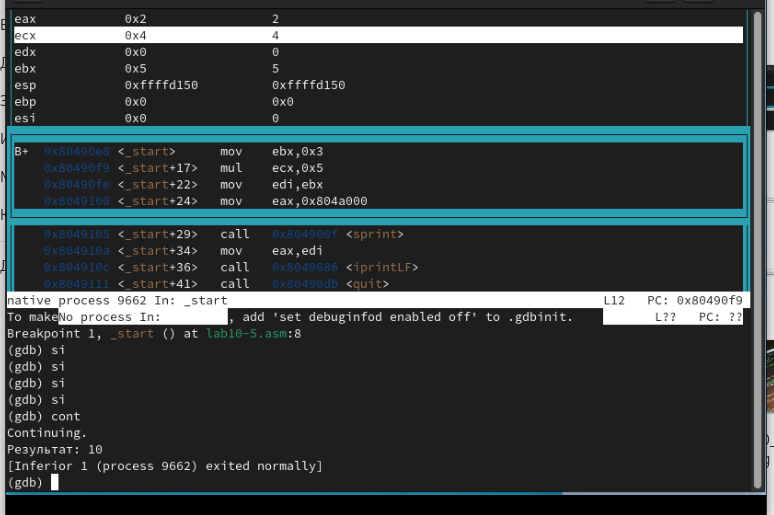 eax 0x2 2
ecx 0x4 4
edx 0x0 0
ebx 0x5 5
esp 0xffffd150 0xffffd150
ebp 0x0 0x0
esi 0x0 0
B+ 0x80490e8 <_start> mov ebx,0x3
0x80490f9 <_start+17> mul ecx,0x5
0x80490fe <_start+22> mov edi,ebx
0x8049100 <_start+24> mov eax,0x804a000
0x8049105 <_start+29> call 0x804900f <sprint>
0x804910a <_start+34> mov eax,edi
0x804910c <_start+36> call 0x8049086 <iprintLF>
0x8049111 <_start+41> call 0x80490db <quit>
native process 9662 In: _start L12 PC: 0x80490f9
To makeNo process In: , add 'set debuginfod enabled off' to .gdbinit. L?? PC: ??
Breakpoint 1, _start () at lab10-5.asm:8
(gdb) si
(gdb) si
(gdb) si
(gdb) si
(gdb) cont
Continuing.
Результат: 10
[Inferior 1 (process 9662) exited normally]
(gdb)